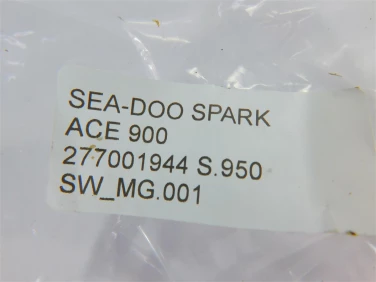 SEA-DOO SPARK
ACE 900
277001944 S.950
SW_MG.001